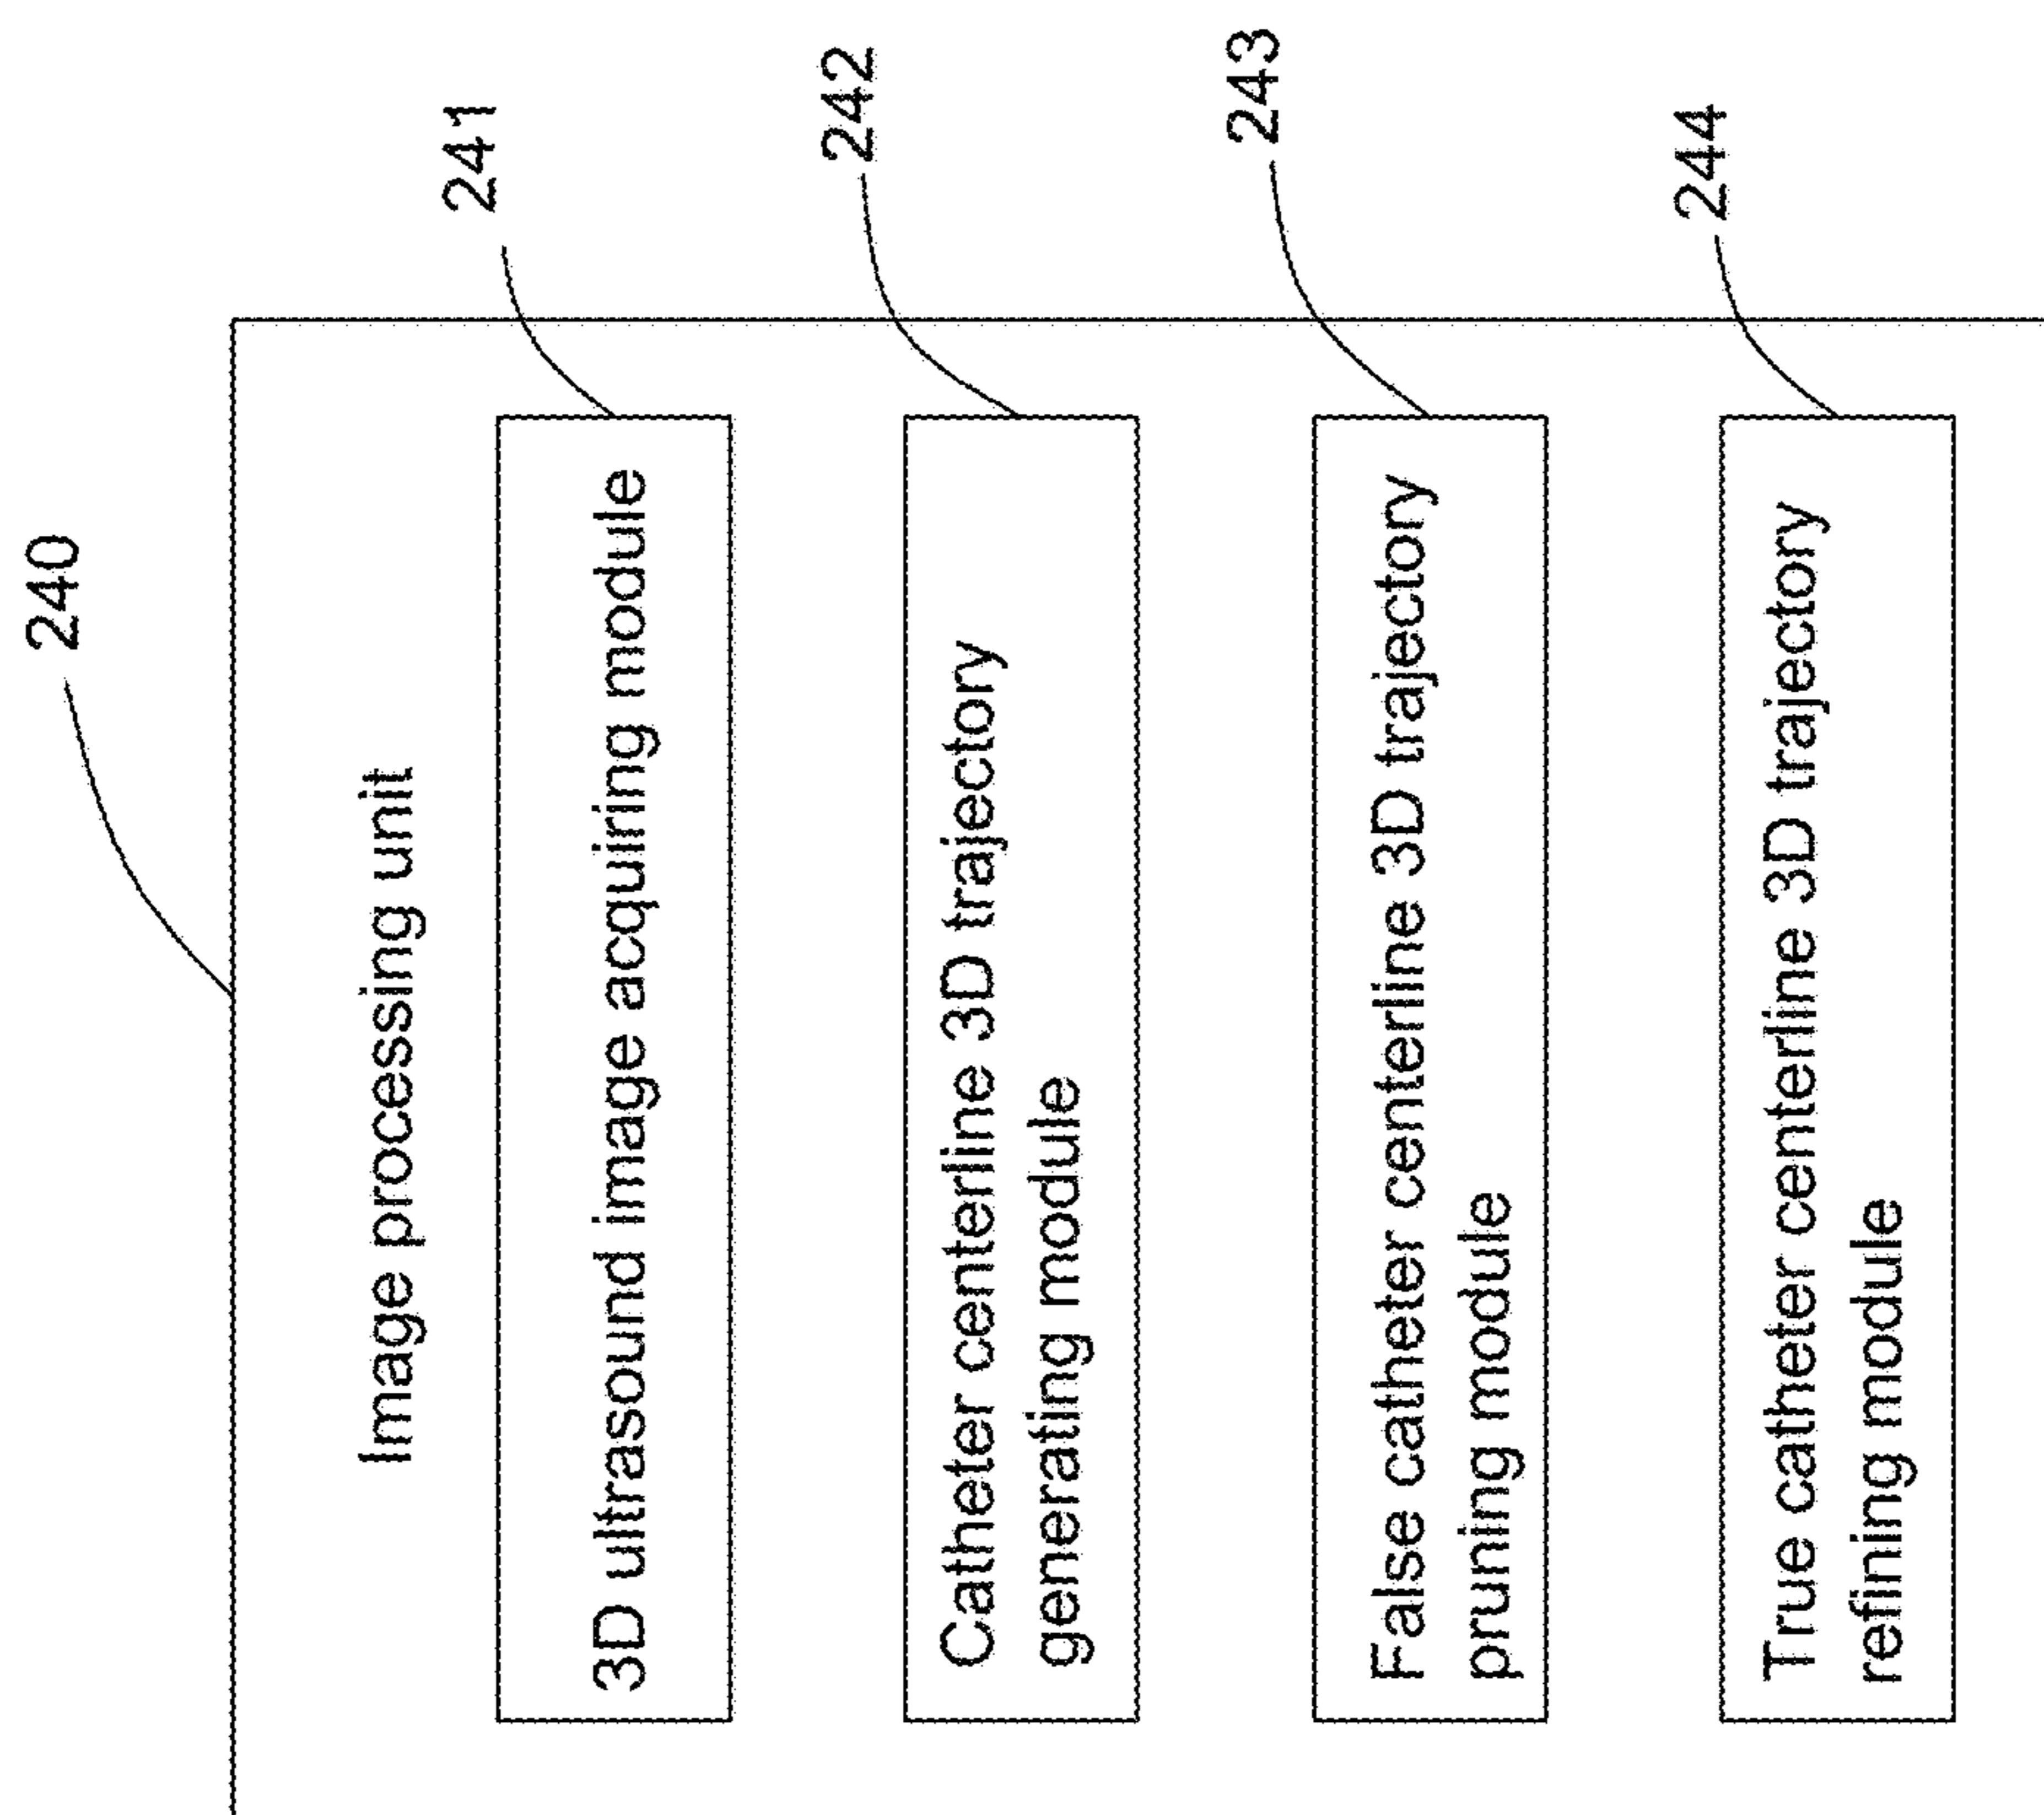 240
Image processing unit
3D ultrasound image acquiring module
241
Catheter centerline 3D trajectory
generating module
242
False catheter centerline 3D trajectory
pruning module
243
True catheter centerline 3D trajectory
refining module
244